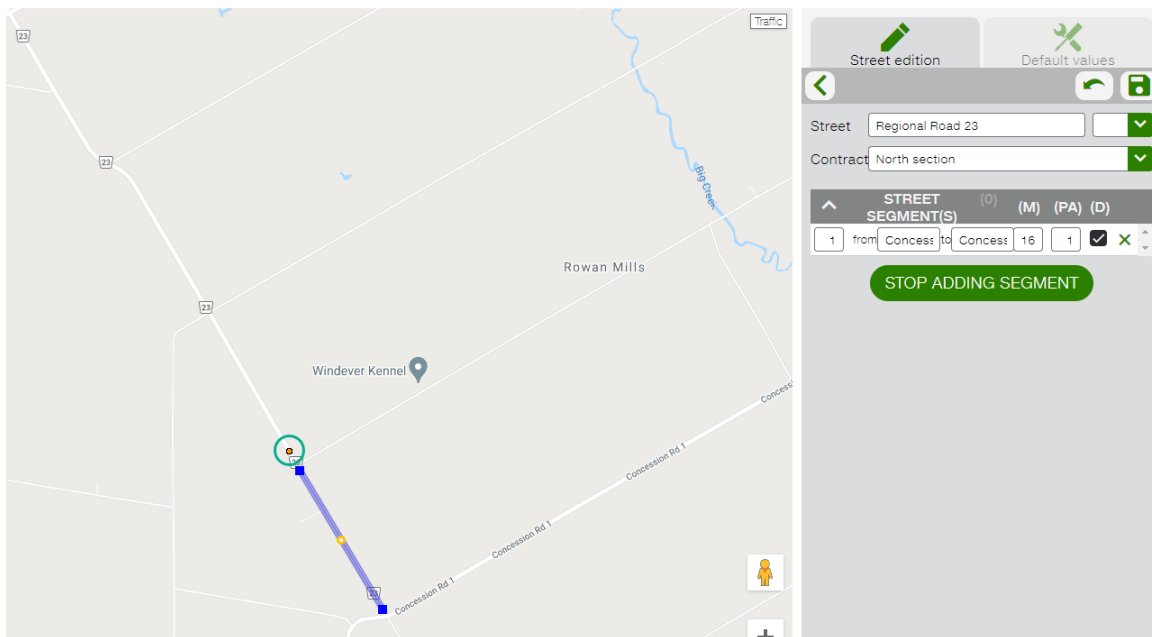 23
Traffic
23
Big Creek
Rowan Mills
23
Windever Kennel
Concess
Concession Rd 1
Concession Rd 1
23
Concession Rd 1
Street edition
Default values
Street
Regional Road 23
Contract
North section
STREET SEGMENT(S) (0) (M) (PA) (D)
1 from Concess to Concess 16 1
STOP ADDING SEGMENT